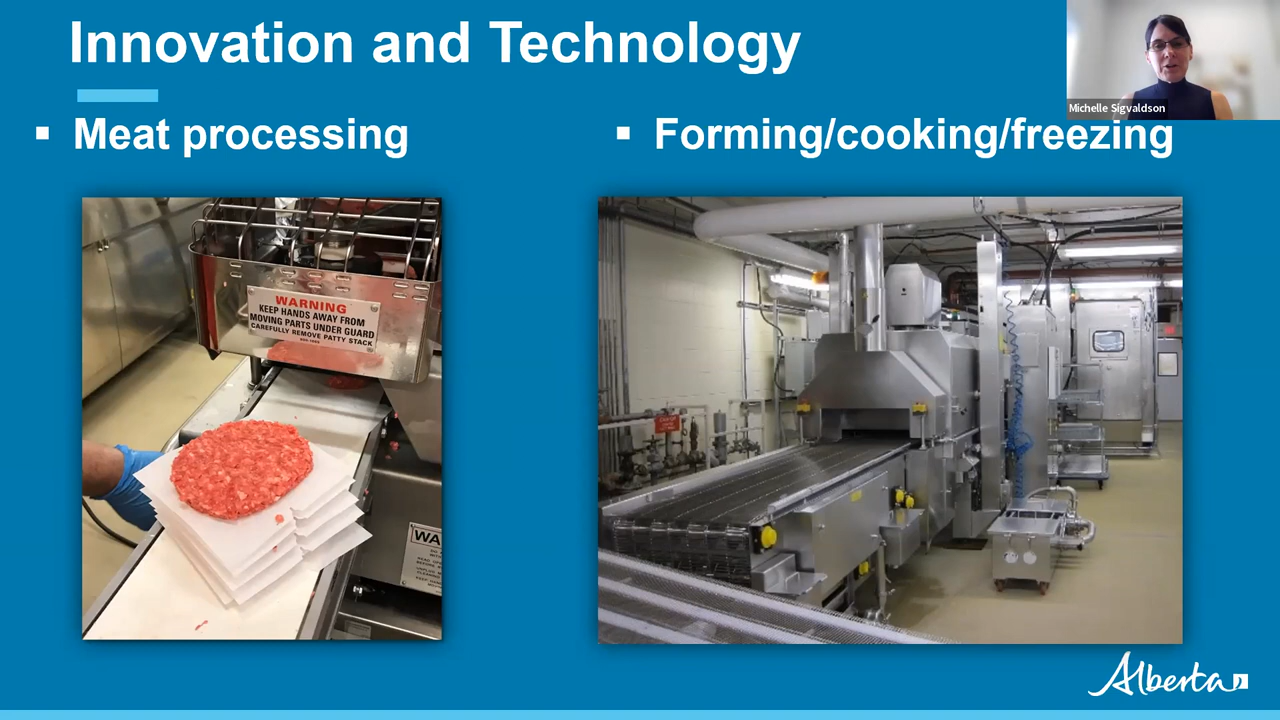 Innovation and Technology
Michelle Sigvaldson
▪ Meat processing
▪ Forming/cooking/freezing
WARNING
KEEP HANDS AWAY FROM
MOVING PARTS UNDER GUARD
CAREFULLY REMOVE PATTY STACK
WA
Alberta